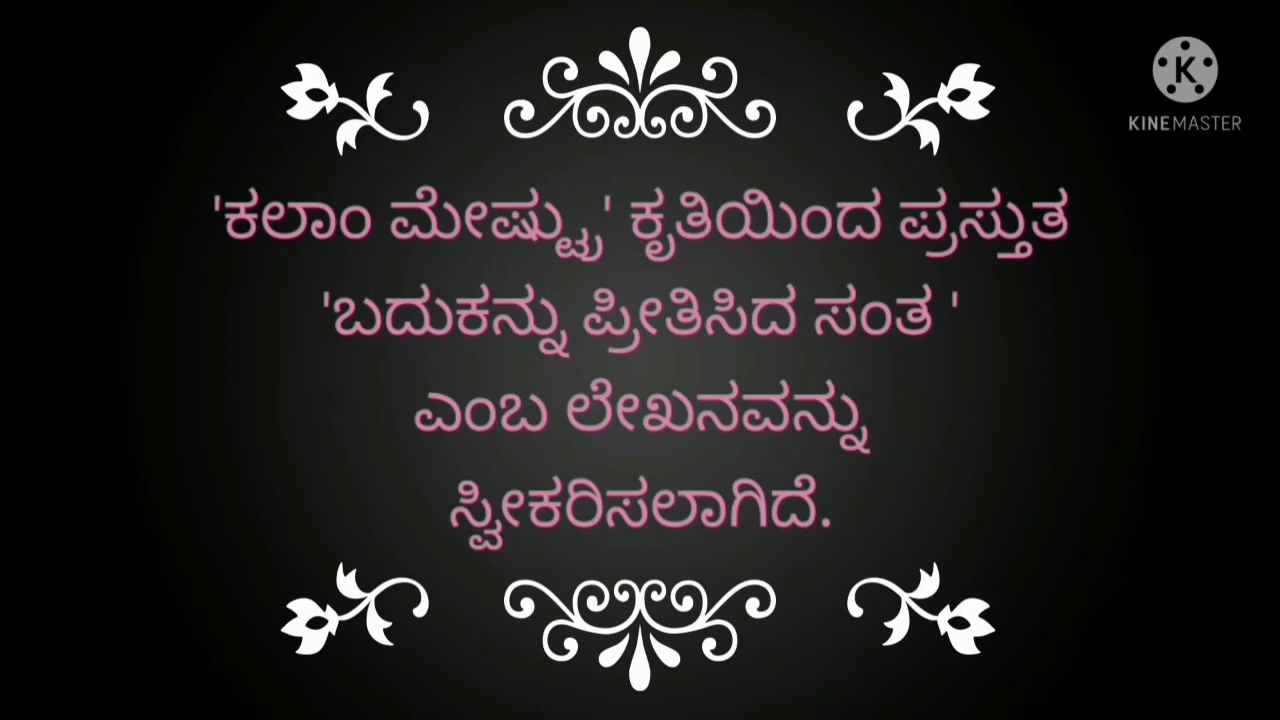 KINEMASTER
'ಕಲಾಂ ಮೇಷ್ಟ್ರು' ಕೃತಿಯಿಂದ ಪ್ರಸ್ತುತ
'ಬದುಕನ್ನು ಪ್ರೀತಿಸಿದ ಸಂತ '
ಎಂಬ ಲೇಖನವನ್ನು
ಸ್ವೀಕರಿಸಲಾಗಿದೆ.